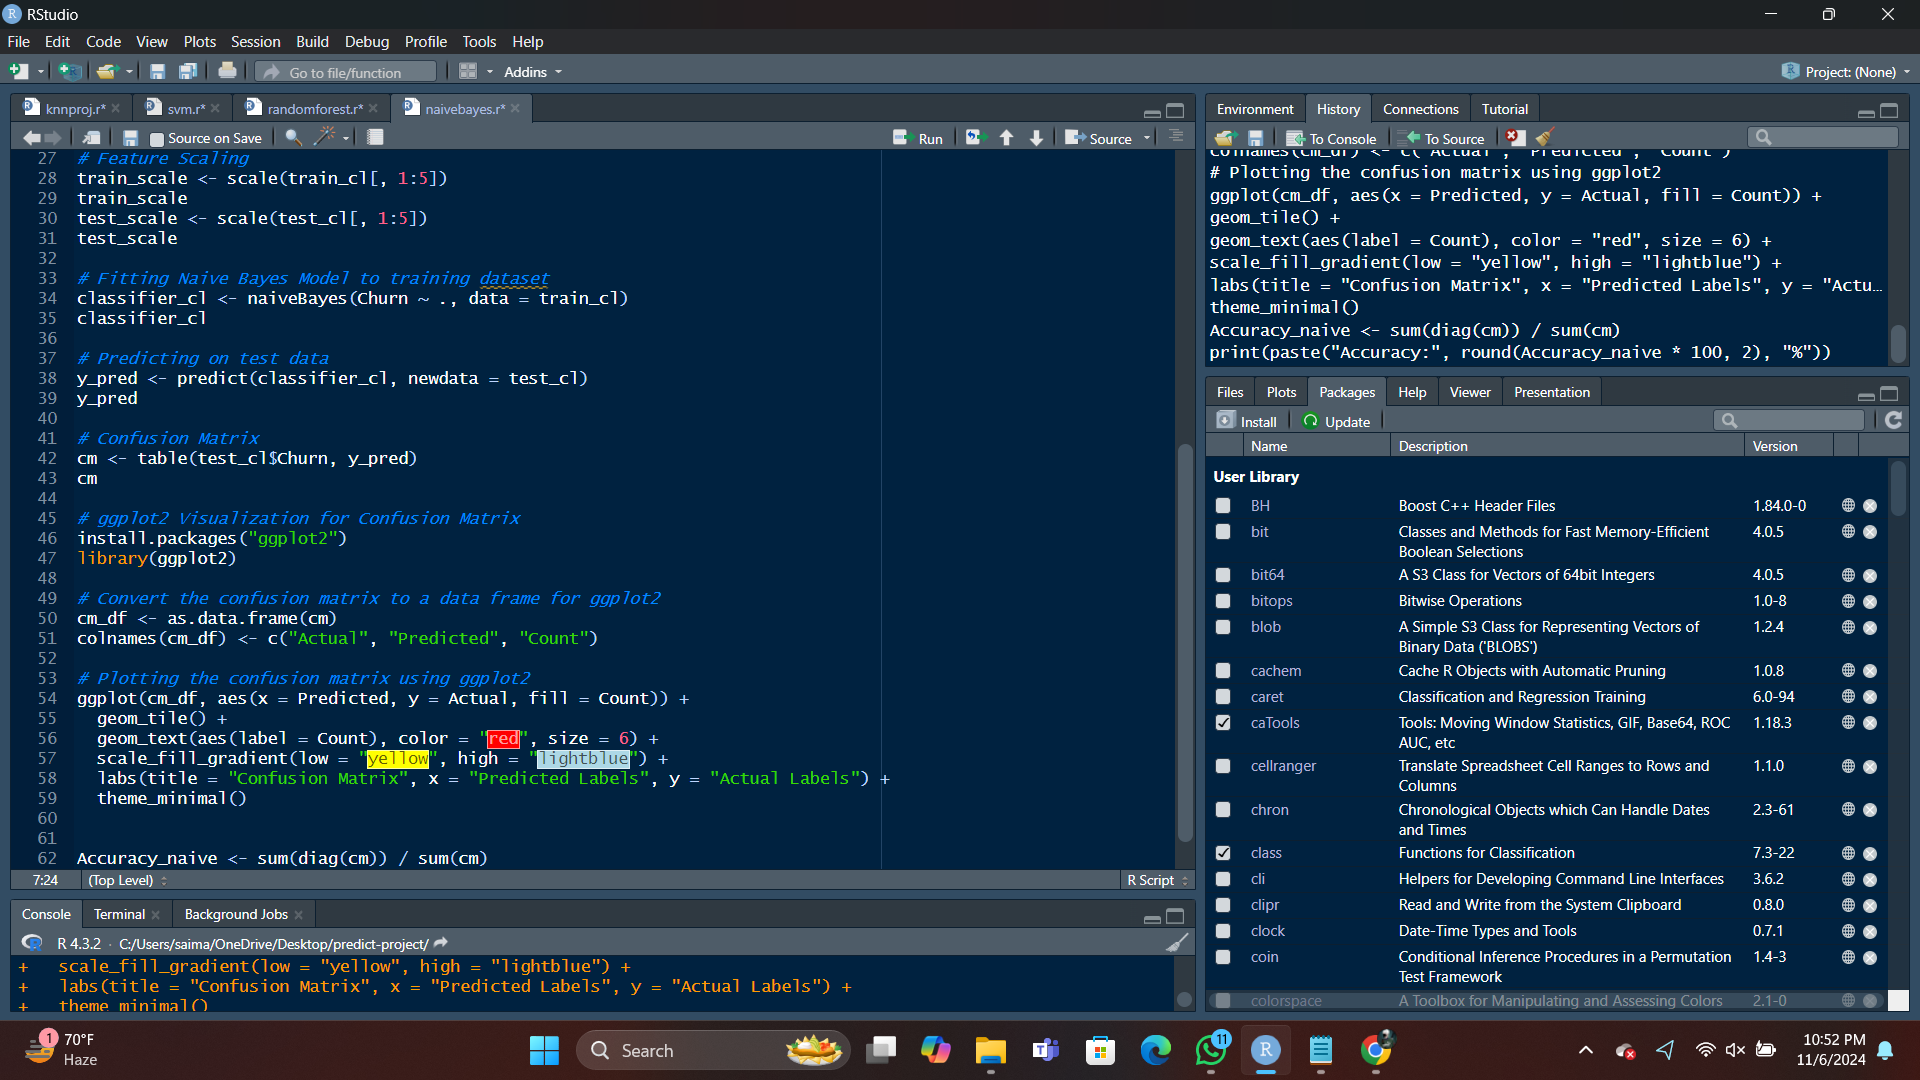 RStudio
File Edit Code View Plots Session Build Debug Profile Tools Help
Go to file/function Addins Project: (None)
knnproj.r* svm.r* randomforest.r* naivebayes.r*
Source on Save Run Source
27 # Feature Scaling
28 train_scale <- scale(train_cl[, 1:5])
29 train_scale
30 test_scale <- scale(test_cl[, 1:5])
31 test_scale
32
33 # Fitting Naive Bayes Model to training dataset
34 classifier_cl <- naiveBayes(Churn ~ ., data = train_cl)
35 classifier_cl
36
37 # Predicting on test data
38 y_pred <- predict(classifier_cl, newdata = test_cl)
39 y_pred
40
41 # Confusion Matrix
42 cm <- table(test_cl$Churn, y_pred)
43 cm
44
45 # ggplot2 Visualization for Confusion Matrix
46 install.packages("ggplot2")
47 library(ggplot2)
48
49 # Convert the confusion matrix to a data frame for ggplot2
50 cm_df <- as.data.frame(cm)
51 colnames(cm_df) <- c("Actual", "Predicted", "Count")
52
53 # Plotting the confusion matrix using ggplot2
54 ggplot(cm_df, aes(x = Predicted, y = Actual, fill = Count)) +
55 geom_tile() +
56 geom_text(aes(label = Count), color = "red", size = 6) +
57 scale_fill_gradient(low = "yellow", high = "lightblue") +
58 labs(title = "Confusion Matrix", x = "Predicted Labels", y = "Actual Labels") +
59 theme_minimal()
60
61
62 Accuracy_naive <- sum(diag(cm)) / sum(cm)
7:24 (Top Level) R Script
Console Terminal Background Jobs
R 4.3.2 · C:/Users/saima/OneDrive/Desktop/predict-project/
+ scale_fill_gradient(low = "yellow", high = "lightblue") +
+ labs(title = "Confusion Matrix", x = "Predicted Labels", y = "Actual Labels") +
+ theme_minimal()
Environment History Connections Tutorial
To Console To Source
colnames(cm_df) <- c("Actual", "Predicted", "Count")
# Plotting the confusion matrix using ggplot2
ggplot(cm_df, aes(x = Predicted, y = Actual, fill = Count)) +
geom_tile() +
geom_text(aes(label = Count), color = "red", size = 6) +
scale_fill_gradient(low = "yellow", high = "lightblue") +
labs(title = "Confusion Matrix", x = "Predicted Labels", y = "Actu...
theme_minimal()
Accuracy_naive <- sum(diag(cm)) / sum(cm)
print(paste("Accuracy:", round(Accuracy_naive * 100, 2), "%"))
Files Plots Packages Help Viewer Presentation
Install Update
Name Description Version
User Library
BH Boost C++ Header Files 1.84.0-0
bit Classes and Methods for Fast Memory-Efficient 4.0.5
Boolean Selections
bit64 A S3 Class for Vectors of 64bit Integers 4.0.5
bitops Bitwise Operations 1.0-8
blob A Simple S3 Class for Representing Vectors of 1.2.4
Binary Data ('BLOBS')
cachem Cache R Objects with Automatic Pruning 1.0.8
caret Classification and Regression Training 6.0-94
caTools Tools: Moving Window Statistics, GIF, Base64, ROC 1.18.3
AUC, etc
cellranger Translate Spreadsheet Cell Ranges to Rows and 1.1.0
Columns
chron Chronological Objects which Can Handle Dates 2.3-61
and Times
class Functions for Classification 7.3-22
cli Helpers for Developing Command Line Interfaces 3.6.2
clipr Read and Write from the System Clipboard 0.8.0
clock Date-Time Types and Tools 0.7.1
coin Conditional Inference Procedures in a Permutation 1.4-3
Test Framework
colorspace A Toolbox for Manipulating and Assessing Colors 2.1-0
1 70°F
Haze
Search
11
10:52 PM
11/6/2024